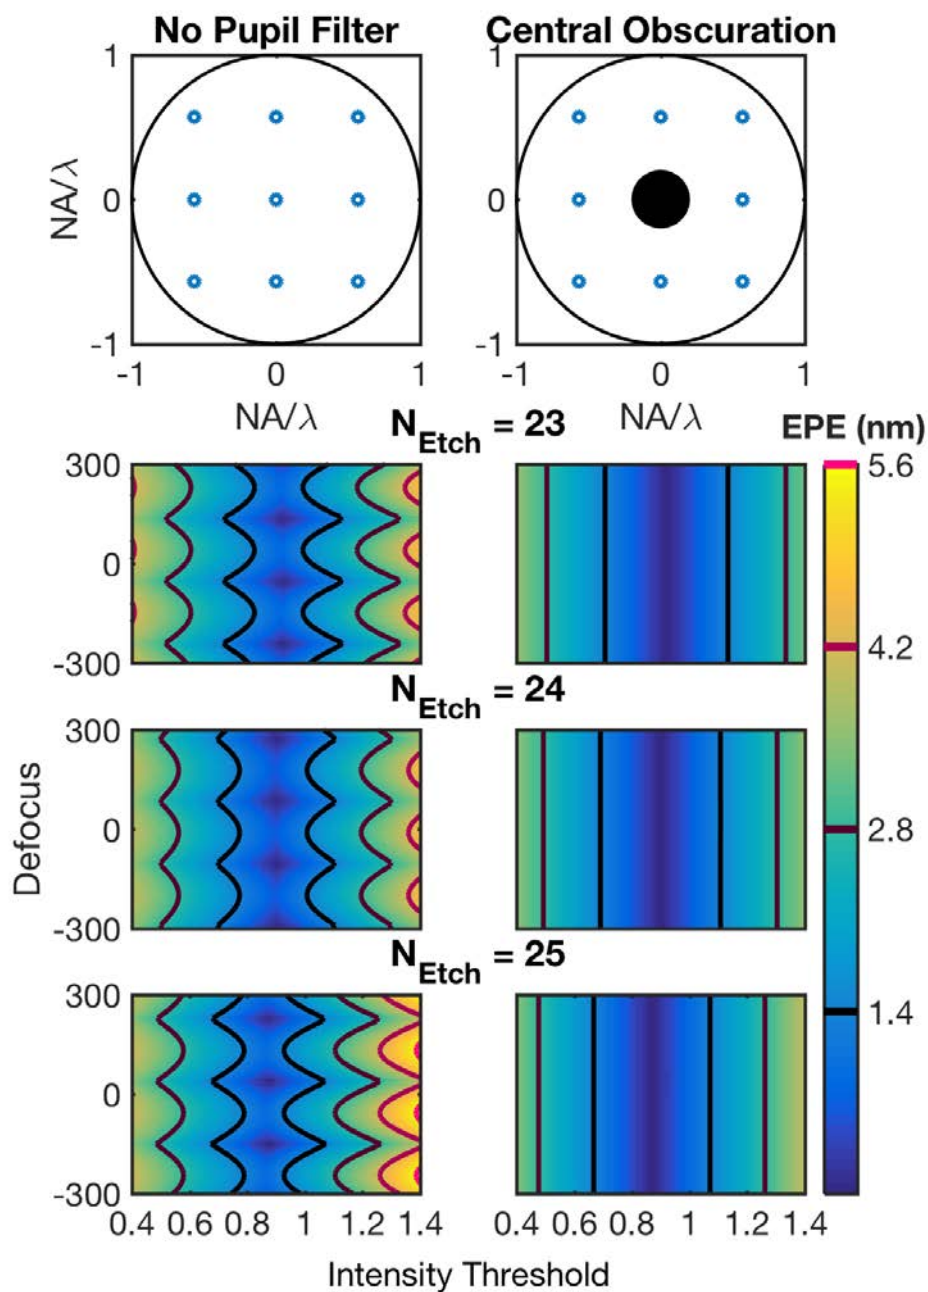 No Pupil Filter Central Obscuration
1 1
NA/λ
0 0
-1 -1
-1 0 1 -1 0 1
NA/λ NA/λ
N_Etch = 23
EPE (nm)
300
0
-300
5.6
4.2
2.8
1.4
N_Etch = 24
Defocus
300
0
-300
N_Etch = 25
300
0
-300
0.4 0.6 0.8 1 1.2 1.4 0.4 0.6 0.8 1 1.2 1.4
Intensity Threshold